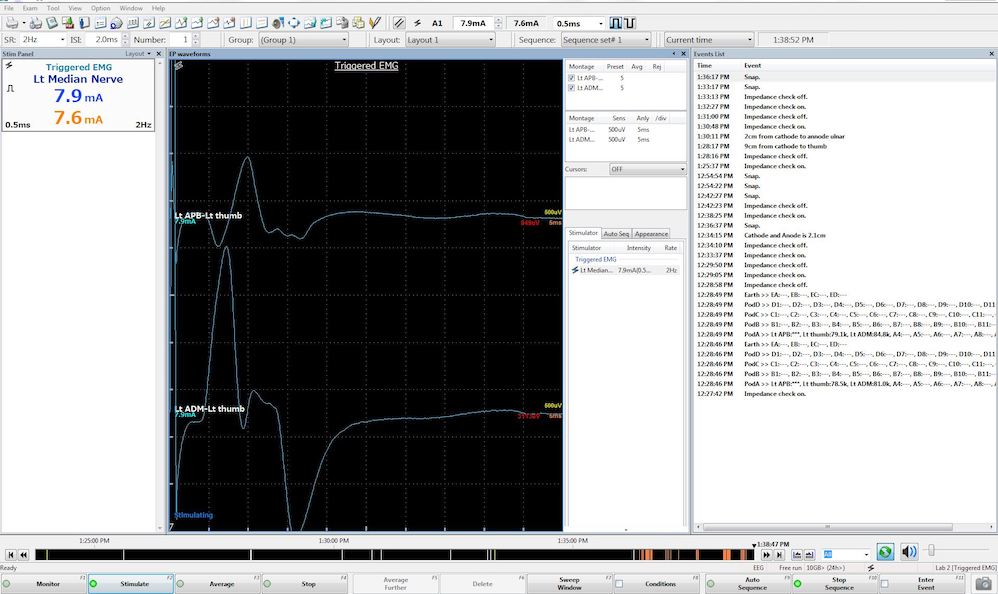 File Exam Tool View Option Window Help
A1 7.9mA 7.6mA 0.5ms
SR: 2Hz ISI: 2.0ms Number: 1 Group: (Group 1) Layout: Layout 1 Sequence: Sequence set# 1 Current time 1:38:52 PM
Stim Panel Layout
Triggered EMG
Lt Median Nerve
7.9 mA
7.6 mA
0.5ms 2Hz
EP waveforms
Triggered EMG
Lt APB-Lt thumb
7.9mA
500uV
849uV 5ms
Lt ADM-Lt thumb
7.9mA
500uV
5ms
Stimulating
Montage Preset Avg Rej
Lt APB-... 5
Lt ADM... 5
Montage Sens Anly /div
Lt APB-... 500uV 5ms
Lt ADM... 500uV 5ms
Cursors: OFF
Stimulator Auto Seq Appearance
Stimulator Intensity Rate
Triggered EMG
Lt Median... 7.9mA(0.5... 2Hz
Events List
Time Event
1:36:17 PM Snap.
1:33:17 PM Snap.
1:33:13 PM Impedance check off.
1:32:27 PM Impedance check on.
1:31:00 PM Impedance check off.
1:30:48 PM Impedance check on.
1:30:11 PM 2cm from cathode to annode ulnar
1:28:17 PM 9cm from cathode to thumb
1:28:16 PM Impedance check off.
1:25:37 PM Impedance check on.
12:54:54 PM Snap.
12:54:22 PM Snap.
12:42:27 PM Snap.
12:42:23 PM Impedance check off.
12:38:25 PM Impedance check on.
12:36:37 PM Snap.
12:34:15 PM Cathode and Anode is 2.1cm
12:34:10 PM Impedance check off.
12:33:37 PM Impedance check on.
12:29:50 PM Impedance check off.
12:29:05 PM Impedance check on.
12:28:58 PM Impedance check off.
12:28:49 PM Earth >> EA:---, EB:---, EC:---, ED:---
12:28:49 PM PodD >> D1:---, D2:---, D3:---, D4:---, D5:---, D6:---, D7:---, D8:---, D9:---, D10:---, D11
12:28:49 PM PodC >> C1:---, C2:---, C3:---, C4:---, C5:---, C6:---, C7:---, C8:---, C9:---, C10:---, C11:---
12:28:49 PM PodB >> B1:---, B2:---, B3:---, B4:---, B5:---, B6:---, B7:---, B8:---, B9:---, B10:---, B11:---
12:28:49 PM PodA >> Lt APB:***, Lt thumb:79.1k, Lt ADM:84.8k, A4:---, A5:---, A6:---, A7:---, A8:---,
12:28:46 PM Earth >> EA:---, EB:---, EC:---, ED:---
12:28:46 PM PodD >> D1:---, D2:---, D3:---, D4:---, D5:---, D6:---, D7:---, D8:---, D9:---, D10:---, D11
12:28:46 PM PodC >> C1:---, C2:---, C3:---, C4:---, C5:---, C6:---, C7:---, C8:---, C9:---, C10:---, C11:---
12:28:46 PM PodB >> B1:---, B2:---, B3:---, B4:---, B5:---, B6:---, B7:---, B8:---, B9:---, B10:---, B11:---
12:28:46 PM PodA >> Lt APB:***, Lt thumb:78.5k, Lt ADM:81.0k, A4:---, A5:---, A6:---, A7:---, A8:---,
12:27:42 PM Impedance check on.
1:25:00 PM 1:30:00 PM 1:35:00 PM 1:38:47 PM
All
Ready EEG Free run 10GB> (24h>) Lab 2 [Triggered EMG]
Monitor F1 Stimulate F2 Average F3 Stop F4 Average Further F5 Delete F6 Sweep Window F7 Conditions F8 Auto Sequence F9 Stop Sequence F10 Enter Event F11